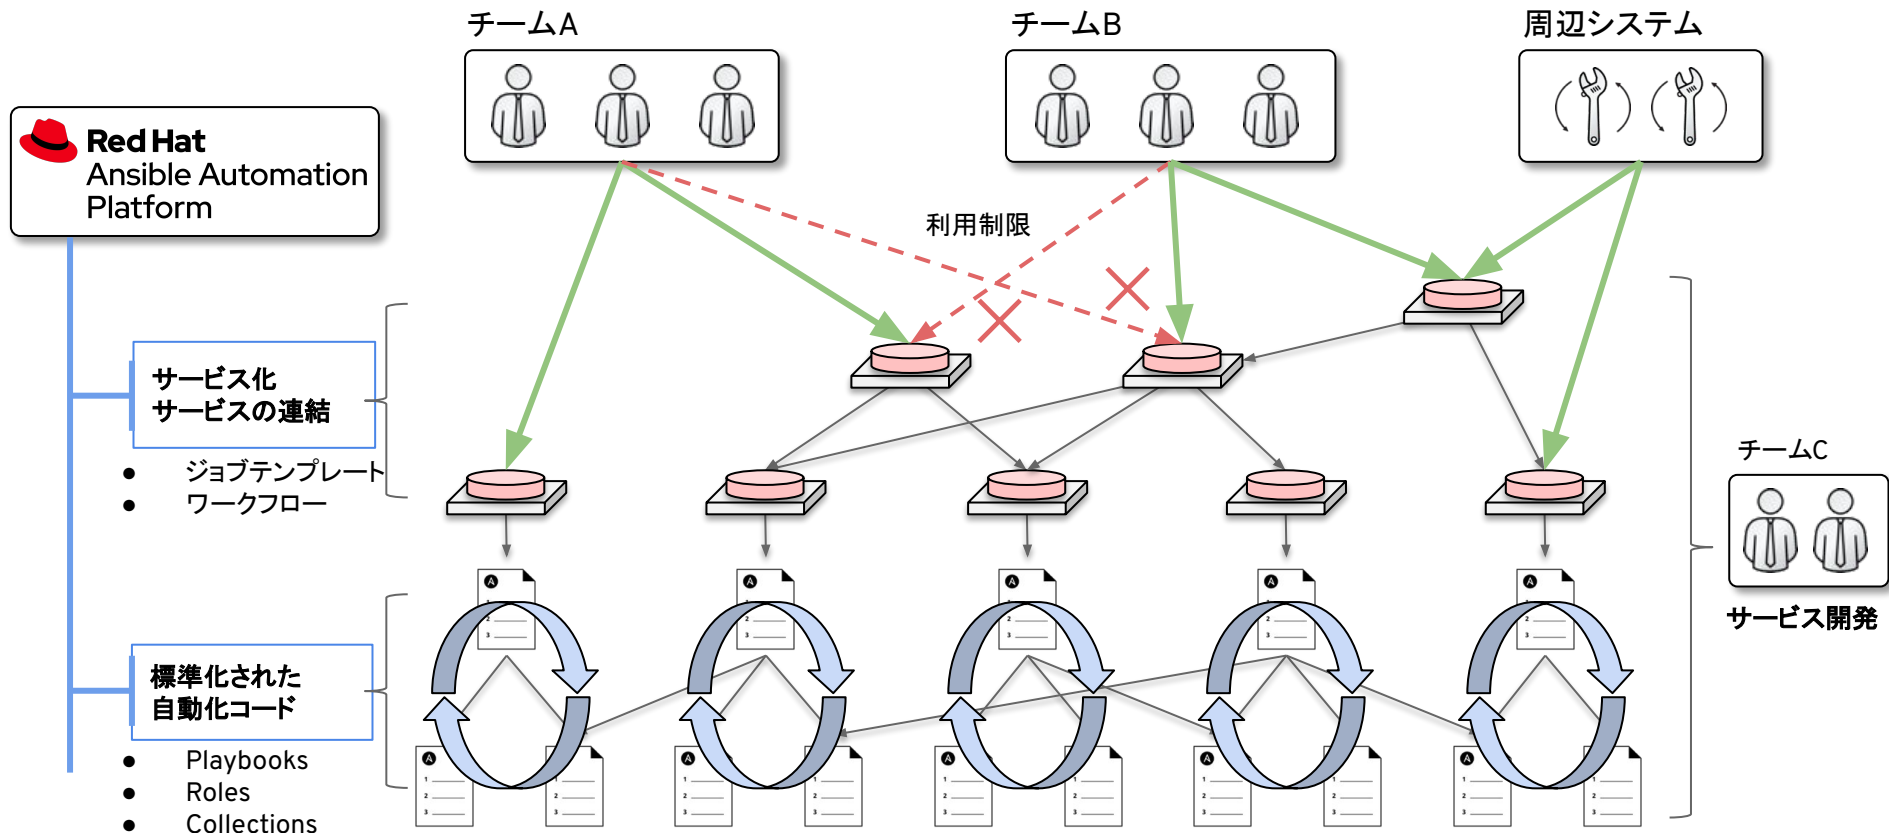 チームA
チームB
周辺システム
Red Hat
Ansible Automation
Platform
利用制限
サービス化
サービスの連結
● ジョブテンプレート
● ワークフロー
チームC
サービス開発
標準化された
自動化コード
● Playbooks
● Roles
● Collections